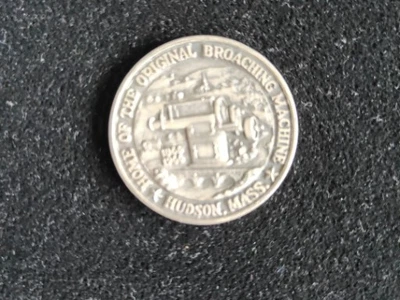 HOME OF THE ORIGINAL BROACHING MACHINE
HUDSON, MASS.